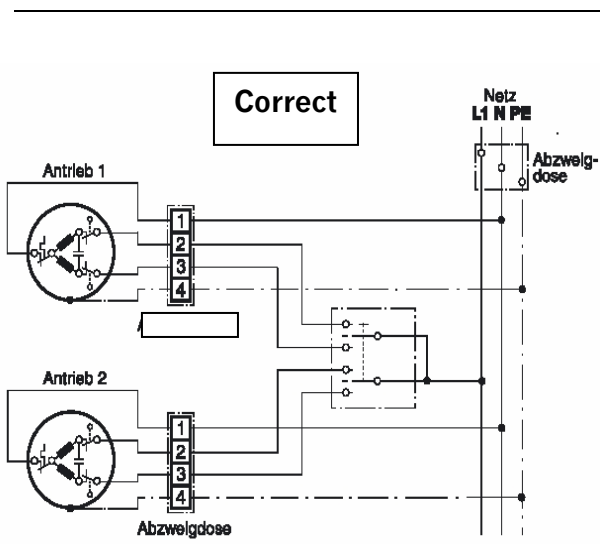 Correct
Netz
L1 N PE
Abzweig-
dose
Antrieb 1
1
2
3
4
Antrieb 2
1
2
3
4
Abzweigdose